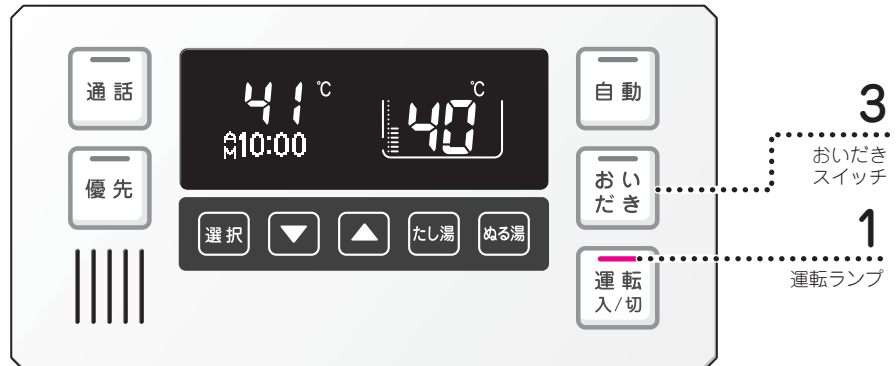 通話
優先
41 ℃
AM10:00
40 ℃
選択
たし湯
ぬる湯
自動
おい
だき
運転
入/切
3
おいだき
スイッチ
1
運転ランプ